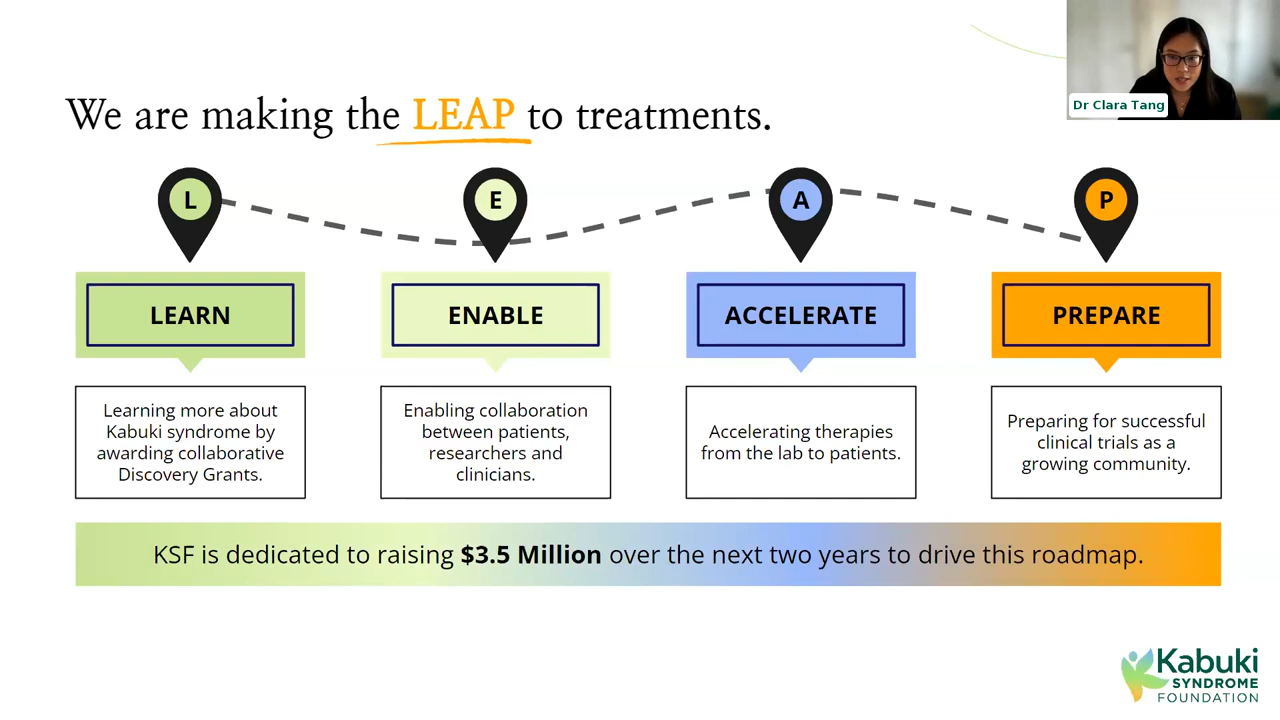 Dr Clara Tang
We are making the LEAP to treatments.
L
E
A
P
LEARN
ENABLE
ACCELERATE
PREPARE
Learning more about
Kabuki syndrome by
awarding collaborative
Discovery Grants.
Enabling collaboration
between patients,
researchers and
clinicians.
Accelerating therapies
from the lab to patients.
Preparing for successful
clinical trials as a
growing community.
KSF is dedicated to raising $3.5 Million over the next two years to drive this roadmap.
Kabuki
SYNDROME
FOUNDATION